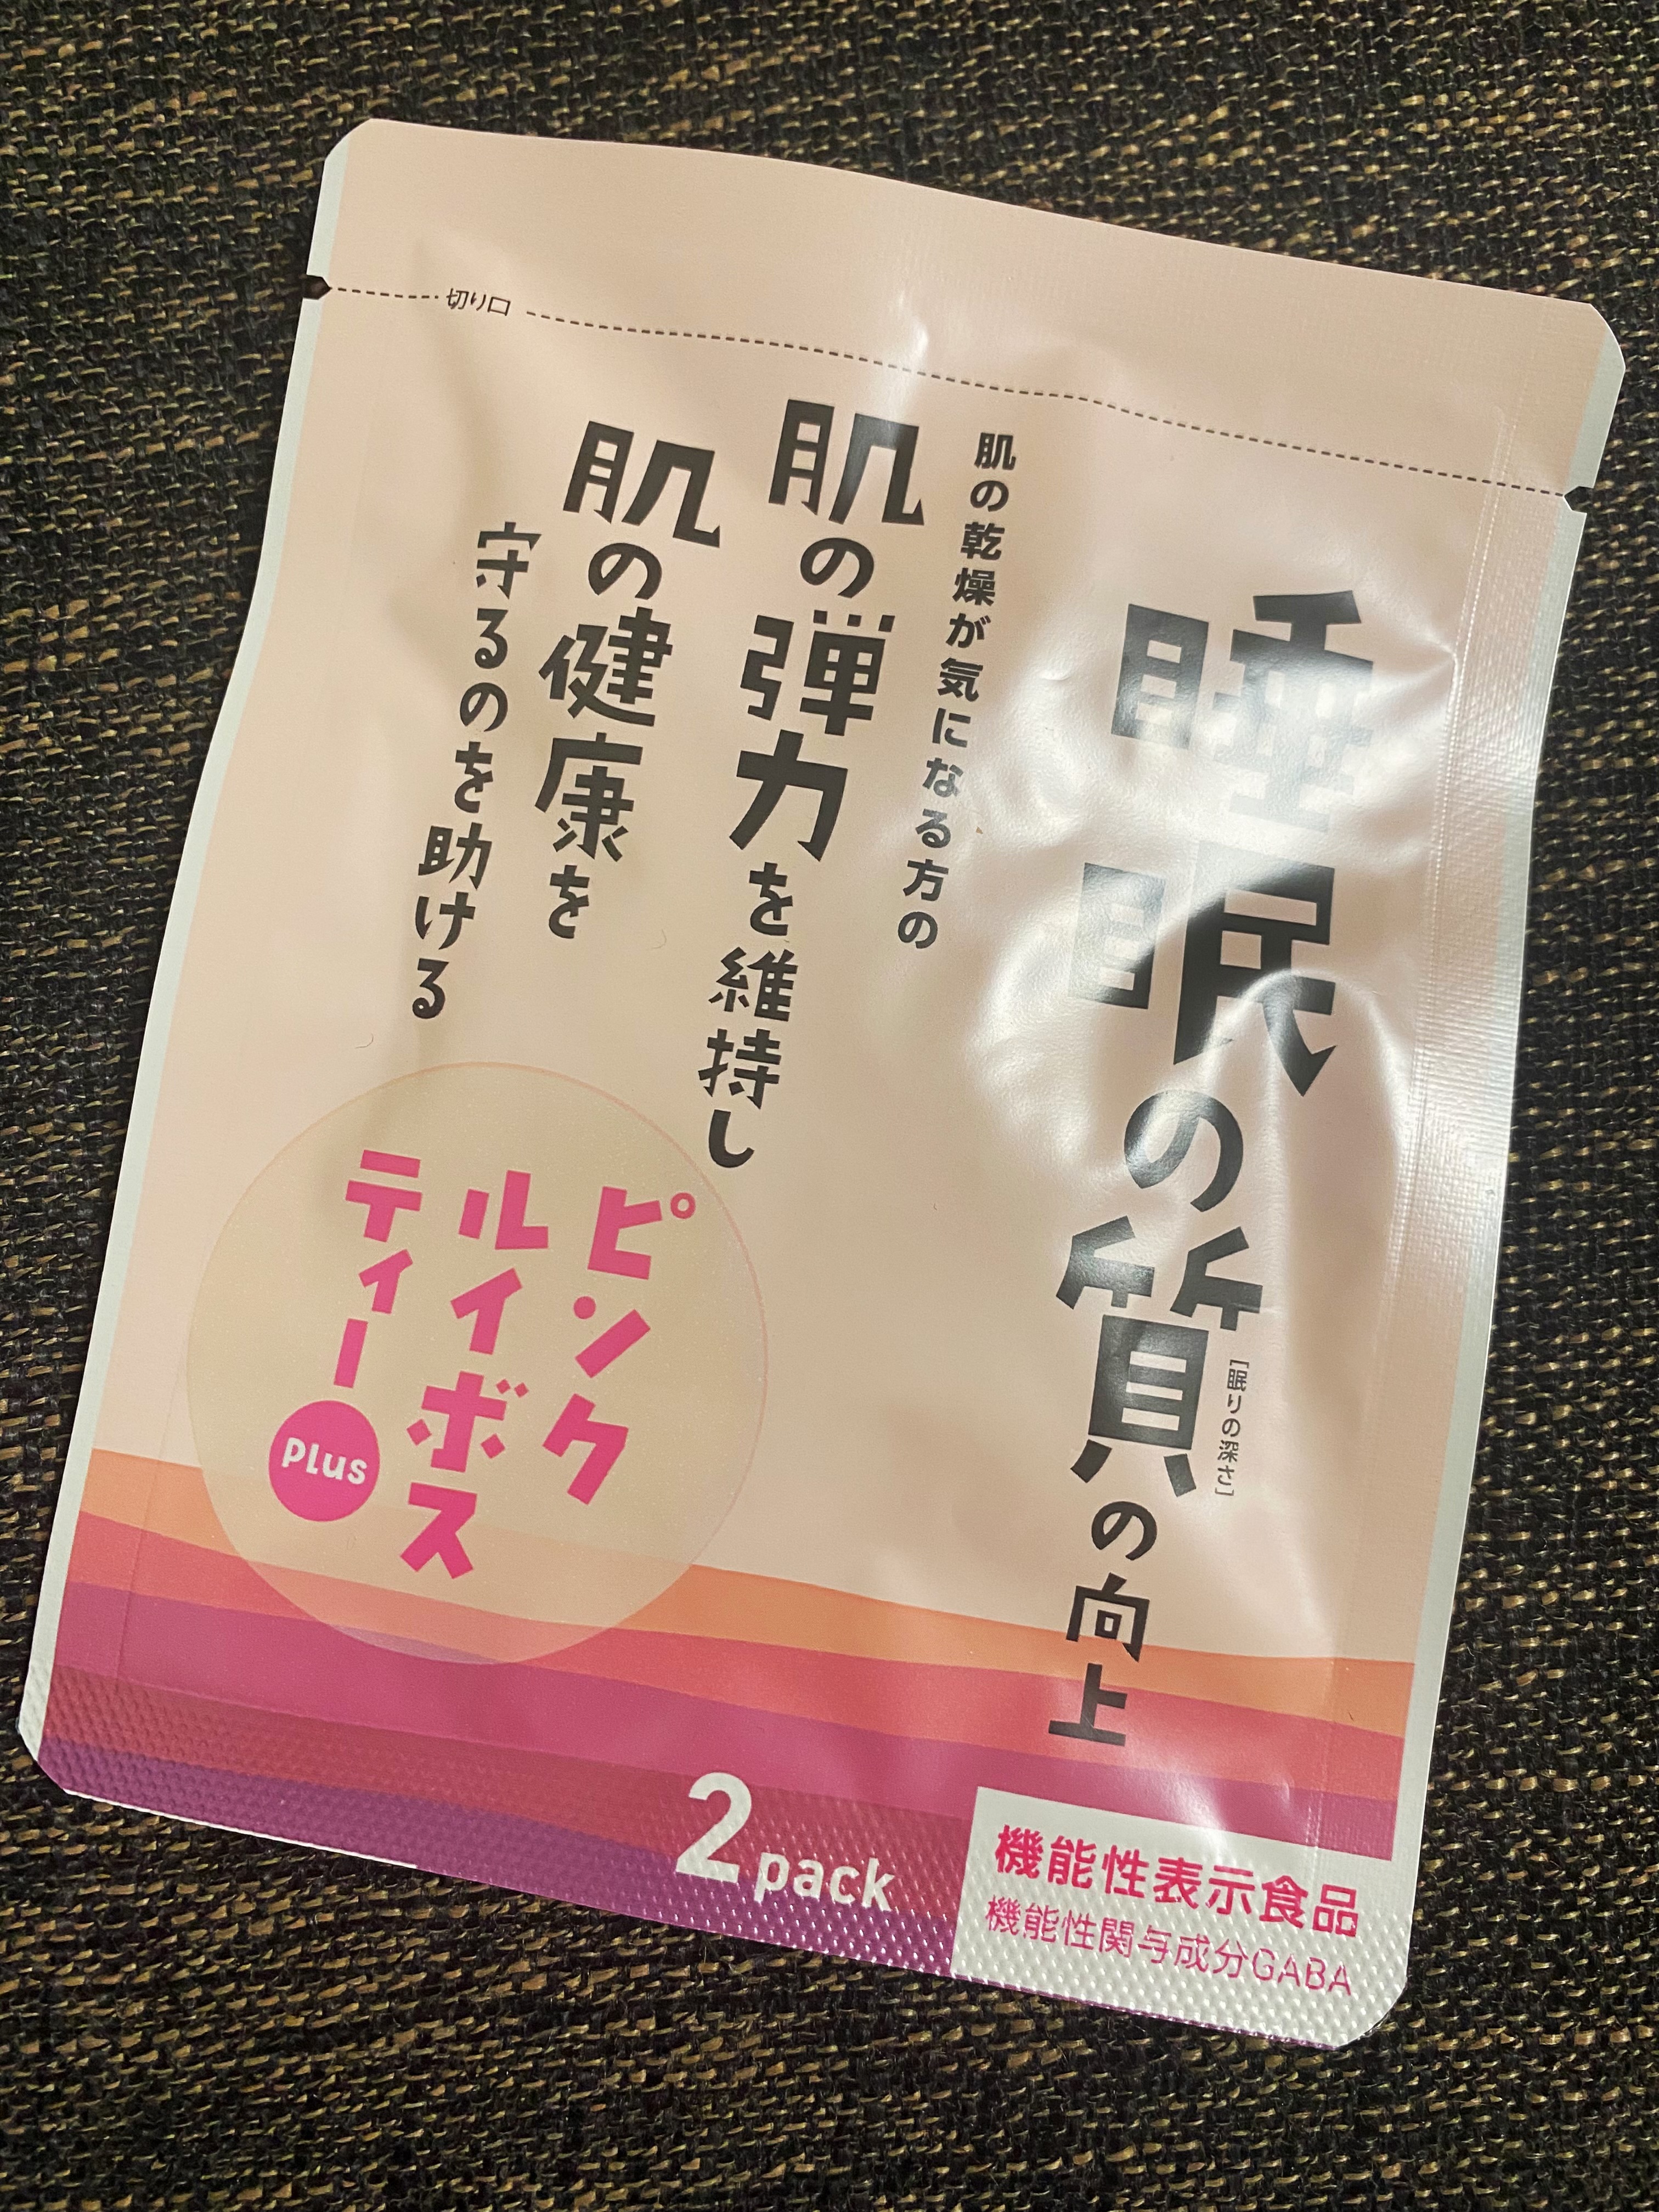 切り口
睡眠の質の向上
[眠りの深さ]
肌の乾燥が気になる方の
肌の弾力を維持し
肌の健康を
守るのを助ける
ピンク
ルイボス
ティー
plus
2 pack
機能性表示食品
機能性関与成分GABA